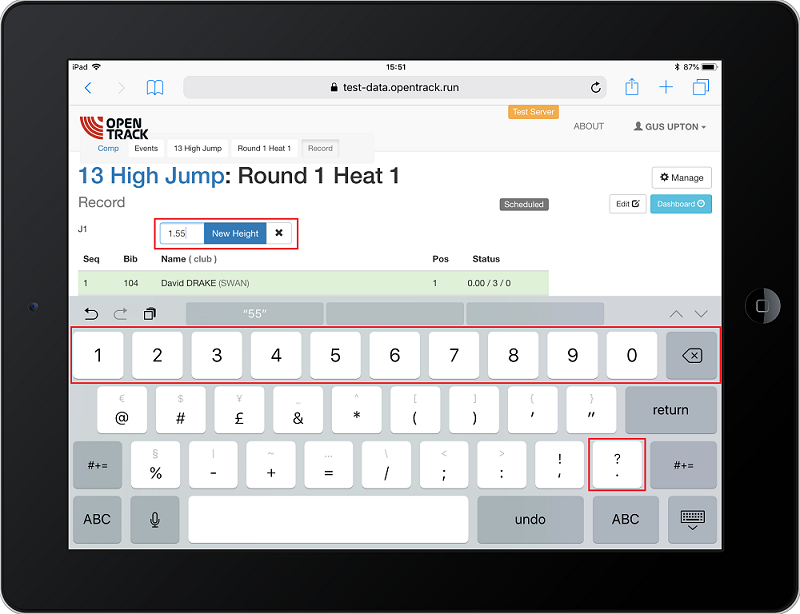 iPad 15:51 87%
test-data.opentrack.run
Test Server
OPEN
TRACK
ABOUT GUS UPTON
Comp Events 13 High Jump Round 1 Heat 1 Record
13 High Jump: Round 1 Heat 1
Manage
Record Scheduled Edit Dashboard
J1 1.55 New Height ✖
Seq Bib Name ( club ) Pos Status
1 104 David DRAKE (SWAN) 1 0.00 / 3 / 0
“55”
1 2 3 4 5 6 7 8 9 0
€ $ ¥ _ ^ [ ] { }
@ # £ & * ( ) ' " return
§ | ~ … \ < > ! ?
#+= % - + = / ; : , . #+=
ABC undo ABC